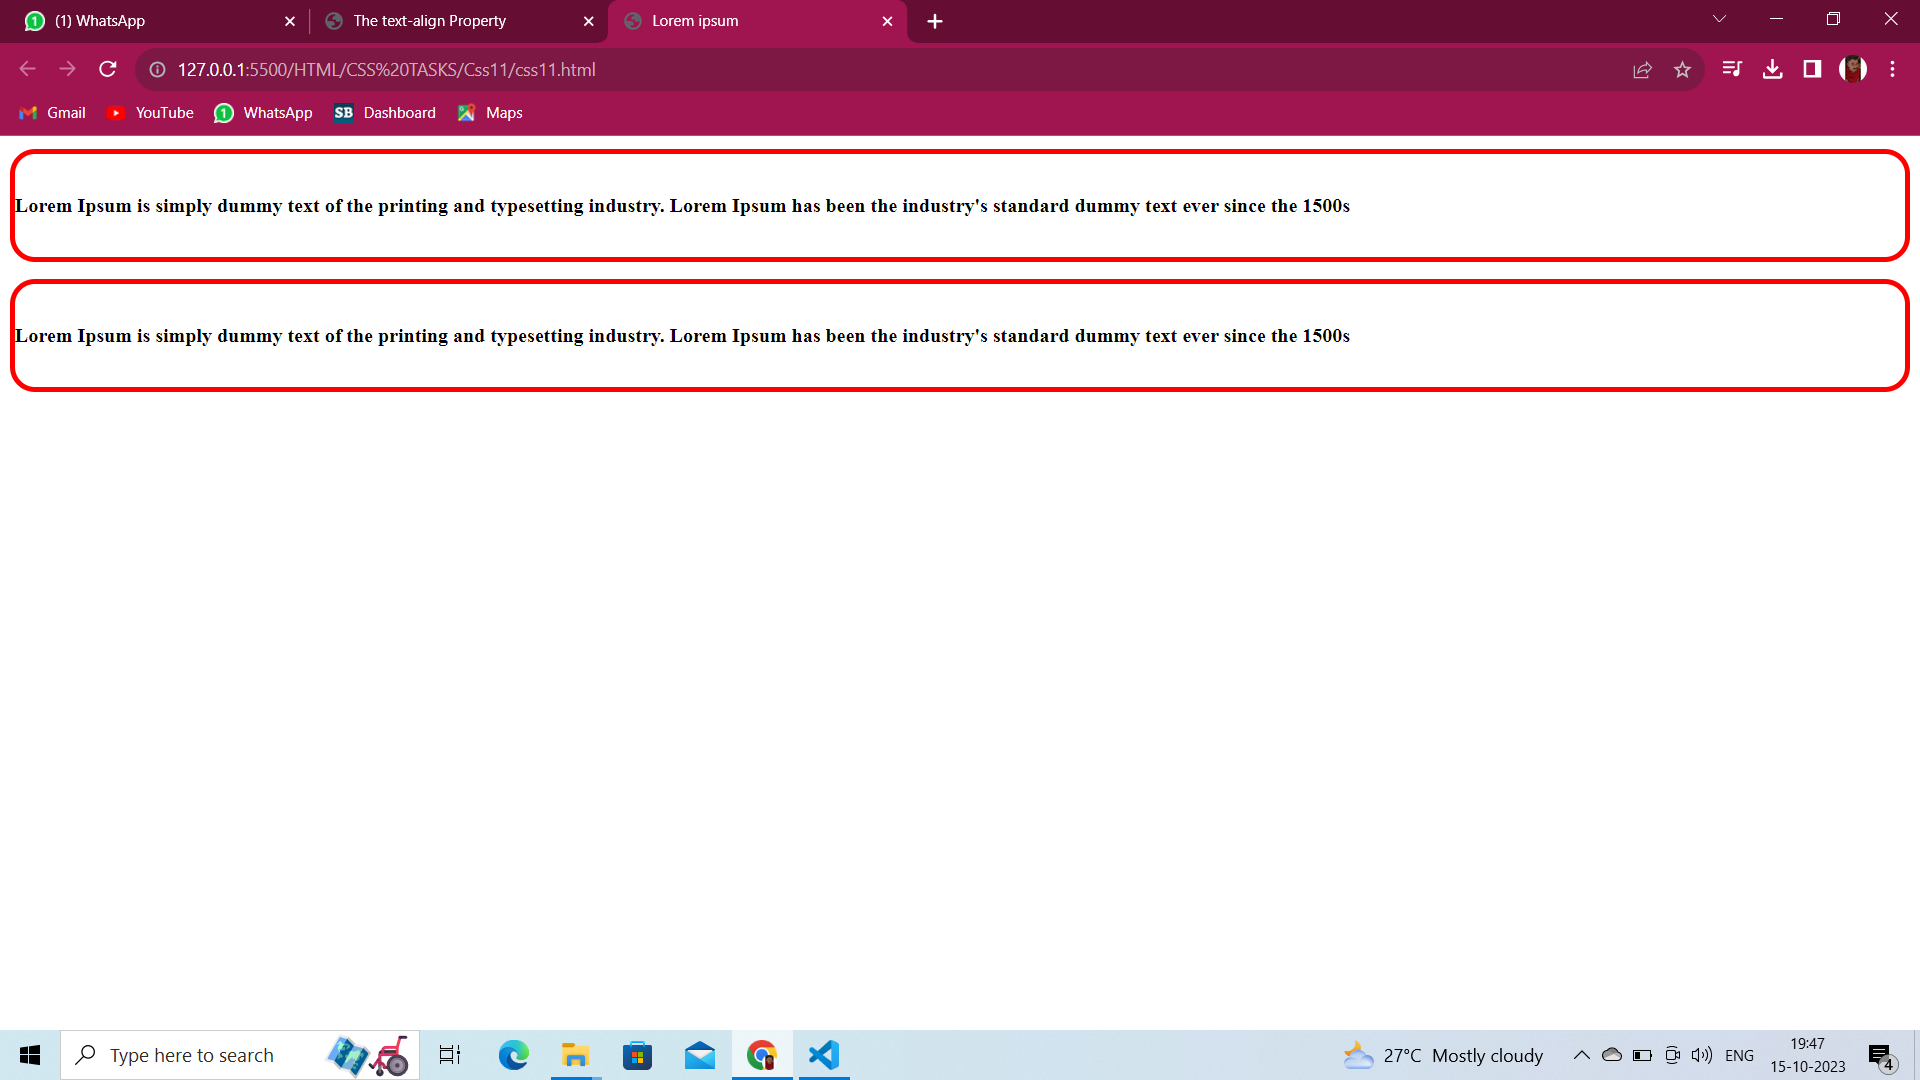 (1) WhatsApp
The text-align Property
Lorem ipsum
127.0.0.1:5500/HTML/CSS%20TASKS/Css11/css11.html
Gmail
YouTube
1
WhatsApp
SB
Dashboard
Maps
Lorem Ipsum is simply dummy text of the printing and typesetting industry. Lorem Ipsum has been the industry's standard dummy text ever since the 1500s
Lorem Ipsum is simply dummy text of the printing and typesetting industry. Lorem Ipsum has been the industry's standard dummy text ever since the 1500s
Type here to search
27°C Mostly cloudy
ENG
19:47
15-10-2023
4